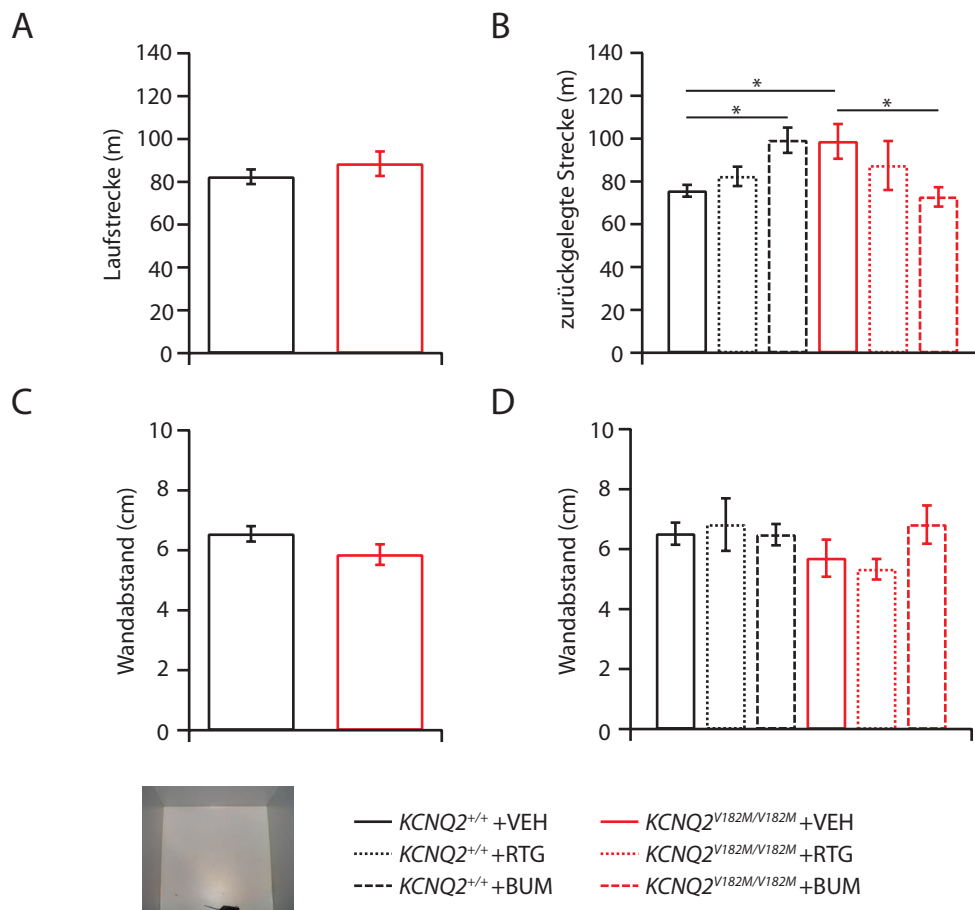 A
Laufstrecke (m)
140
120
100
80
60
40
20
0
B
zurückgelegte Strecke (m)
140
120
100
80
60
40
20
0
*
*
*
C
Wandabstand (cm)
10
8
6
4
2
0
D
Wandabstand (cm)
10
8
6
4
2
0
KCNQ2+/+ +VEH
KCNQ2+/+ +RTG
KCNQ2+/+ +BUM
KCNQ2V182M/V182M +VEH
KCNQ2V182M/V182M +RTG
KCNQ2V182M/V182M +BUM